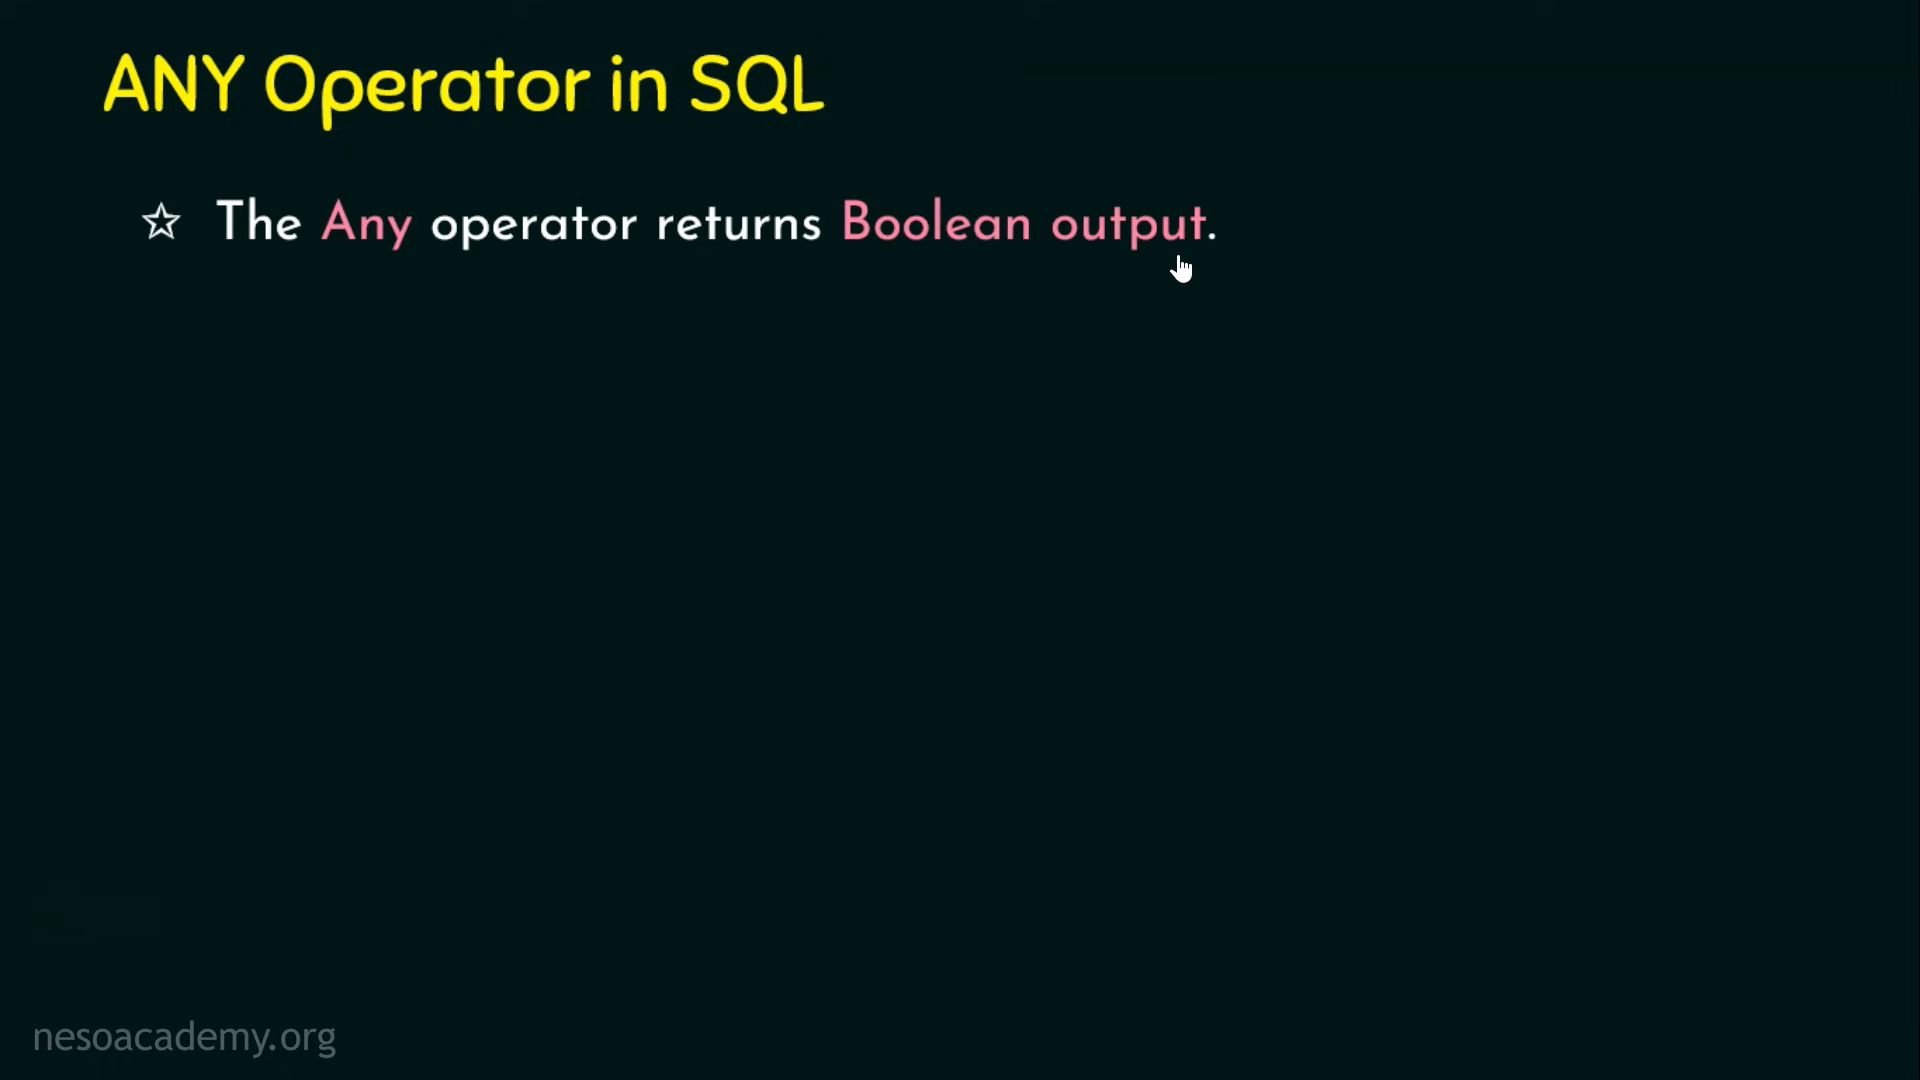 ANY Operator in SQL
☆ The Any operator returns Boolean output.
nesoacademy.org